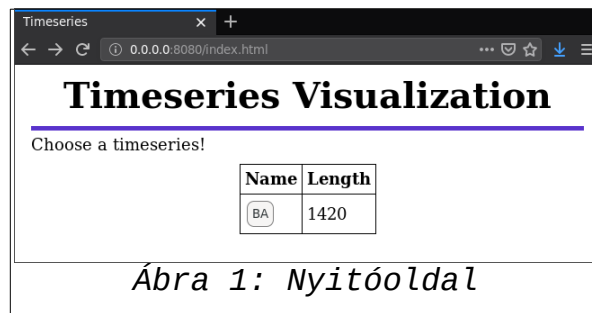 Timeseries
0.0.0.0:8080/index.html
Timeseries Visualization
Choose a timeseries!
Name Length
BA 1420
Ábra 1: Nyitóoldal